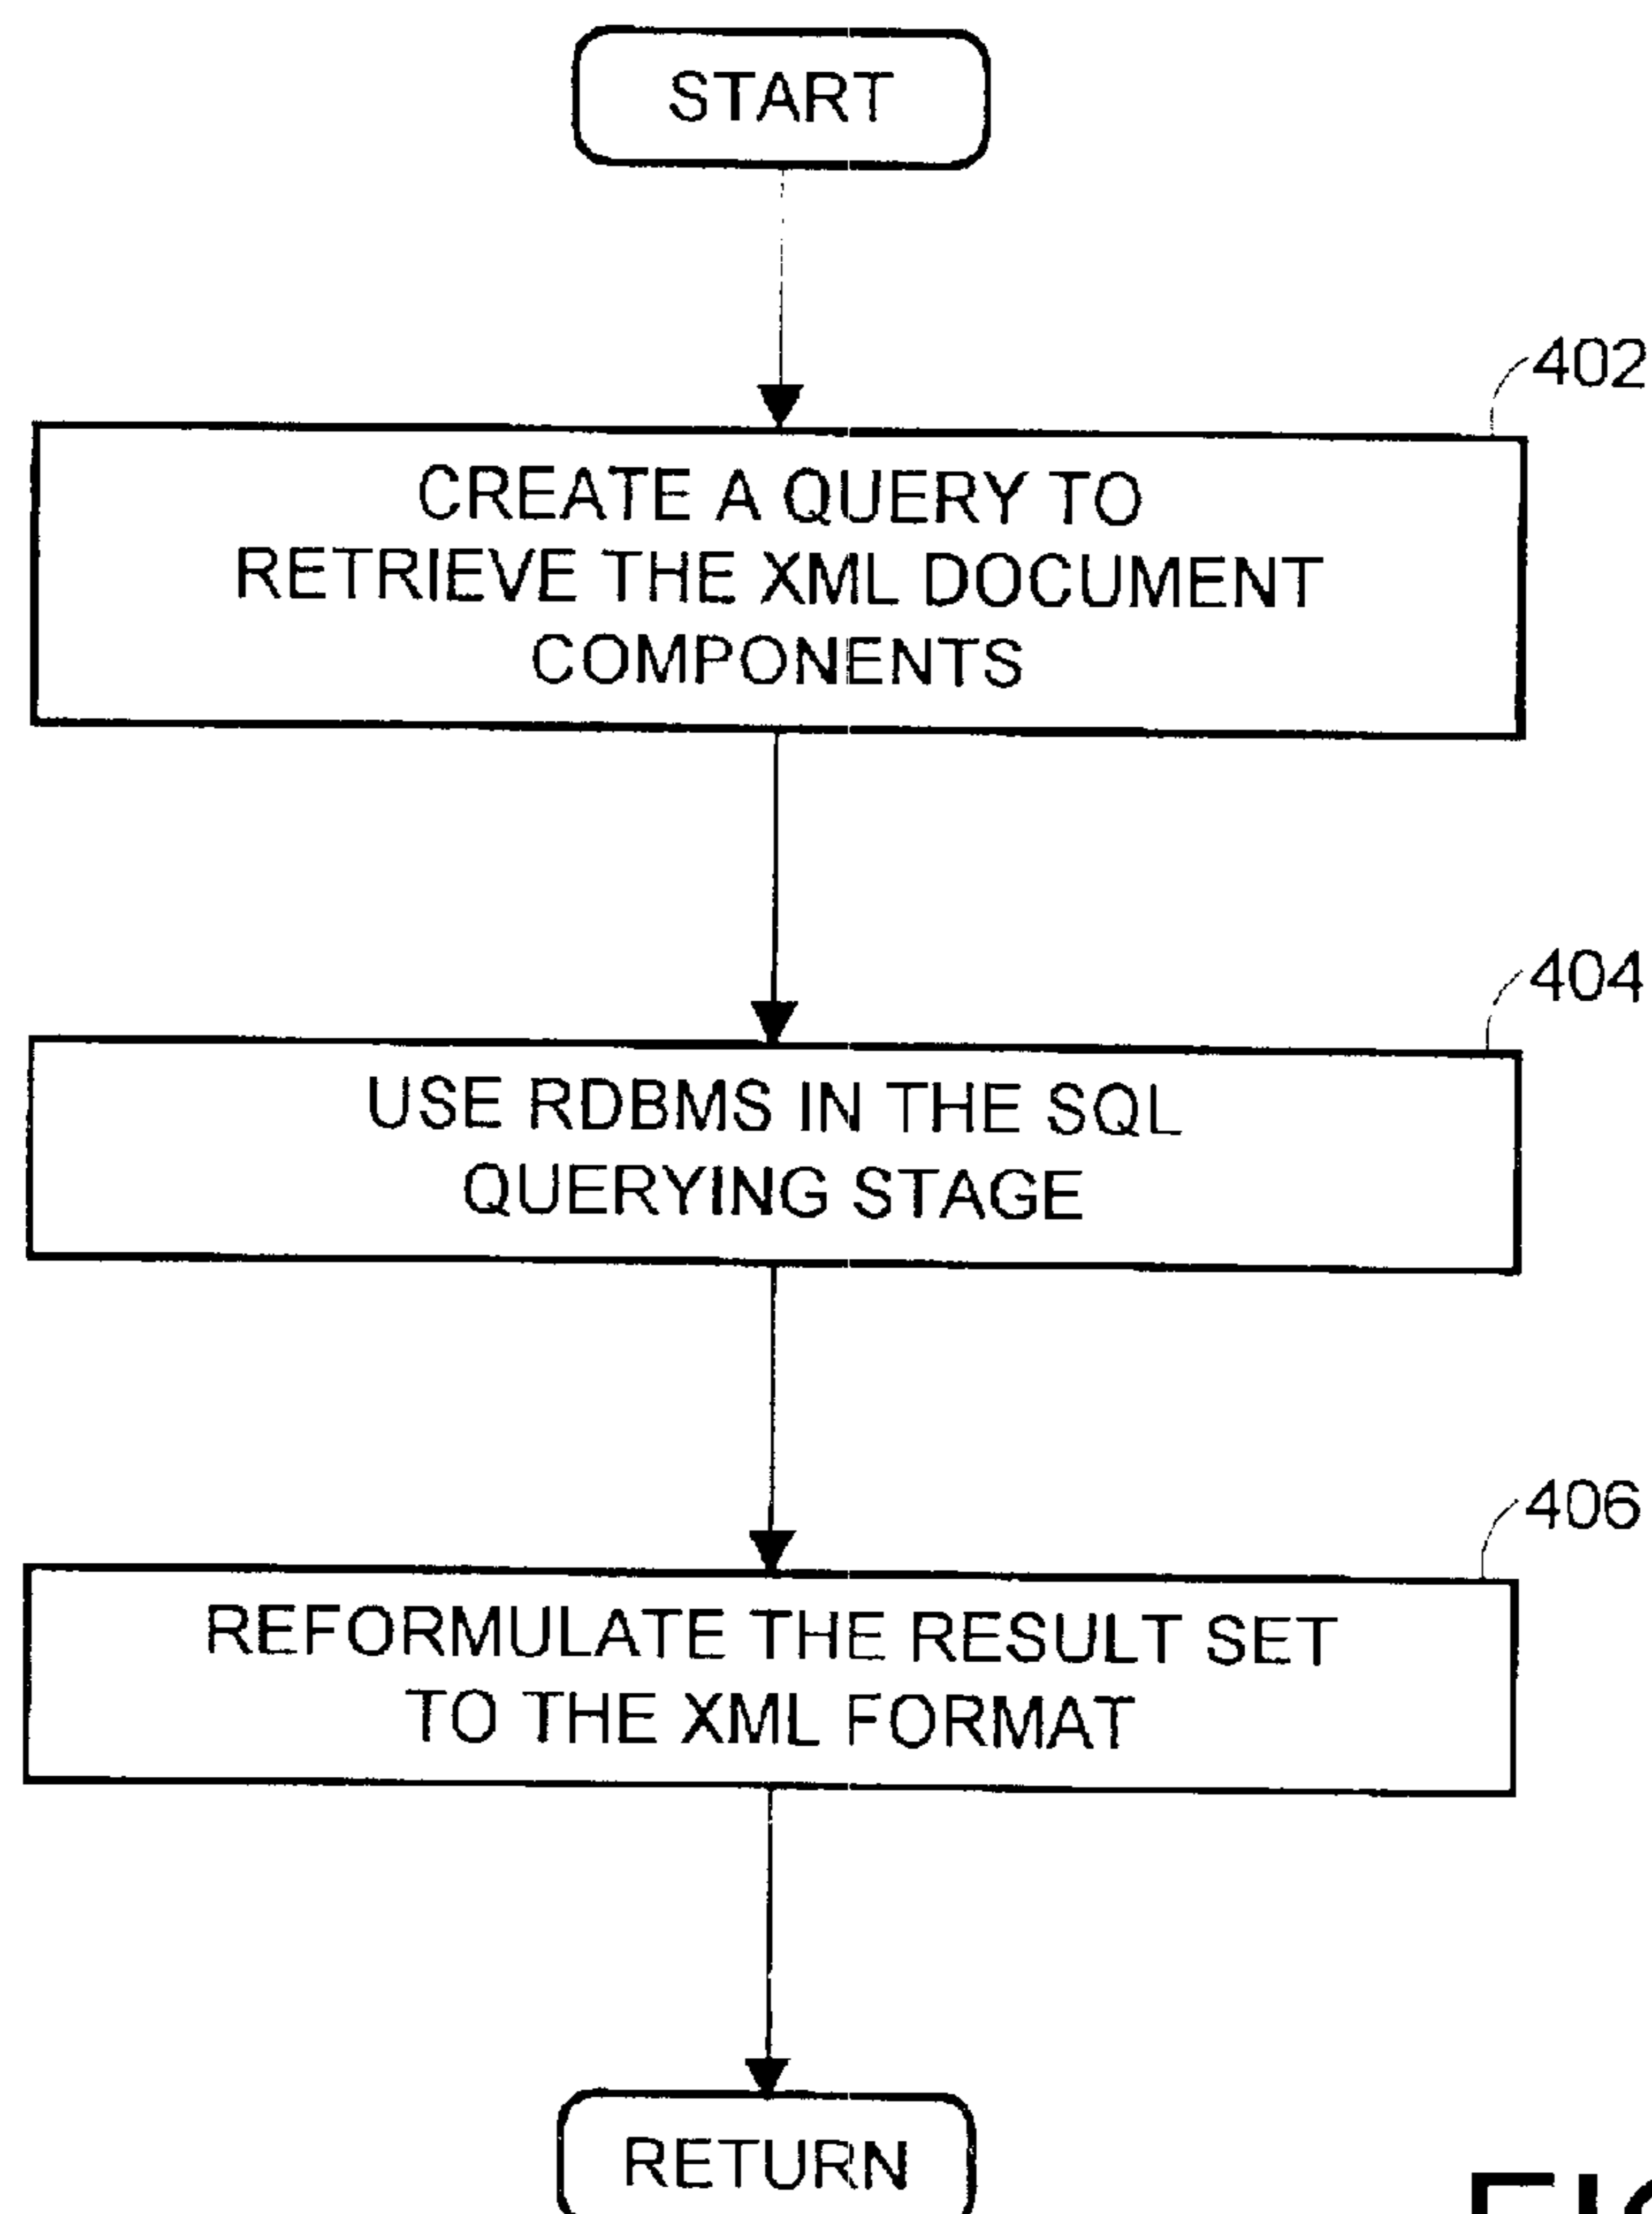 START
402
CREATE A QUERY TO
RETRIEVE THE XML DOCUMENT
COMPONENTS
404
USE RDBMS IN THE SQL
QUERYING STAGE
406
REFORMULATE THE RESULT SET
TO THE XML FORMAT
RETURN